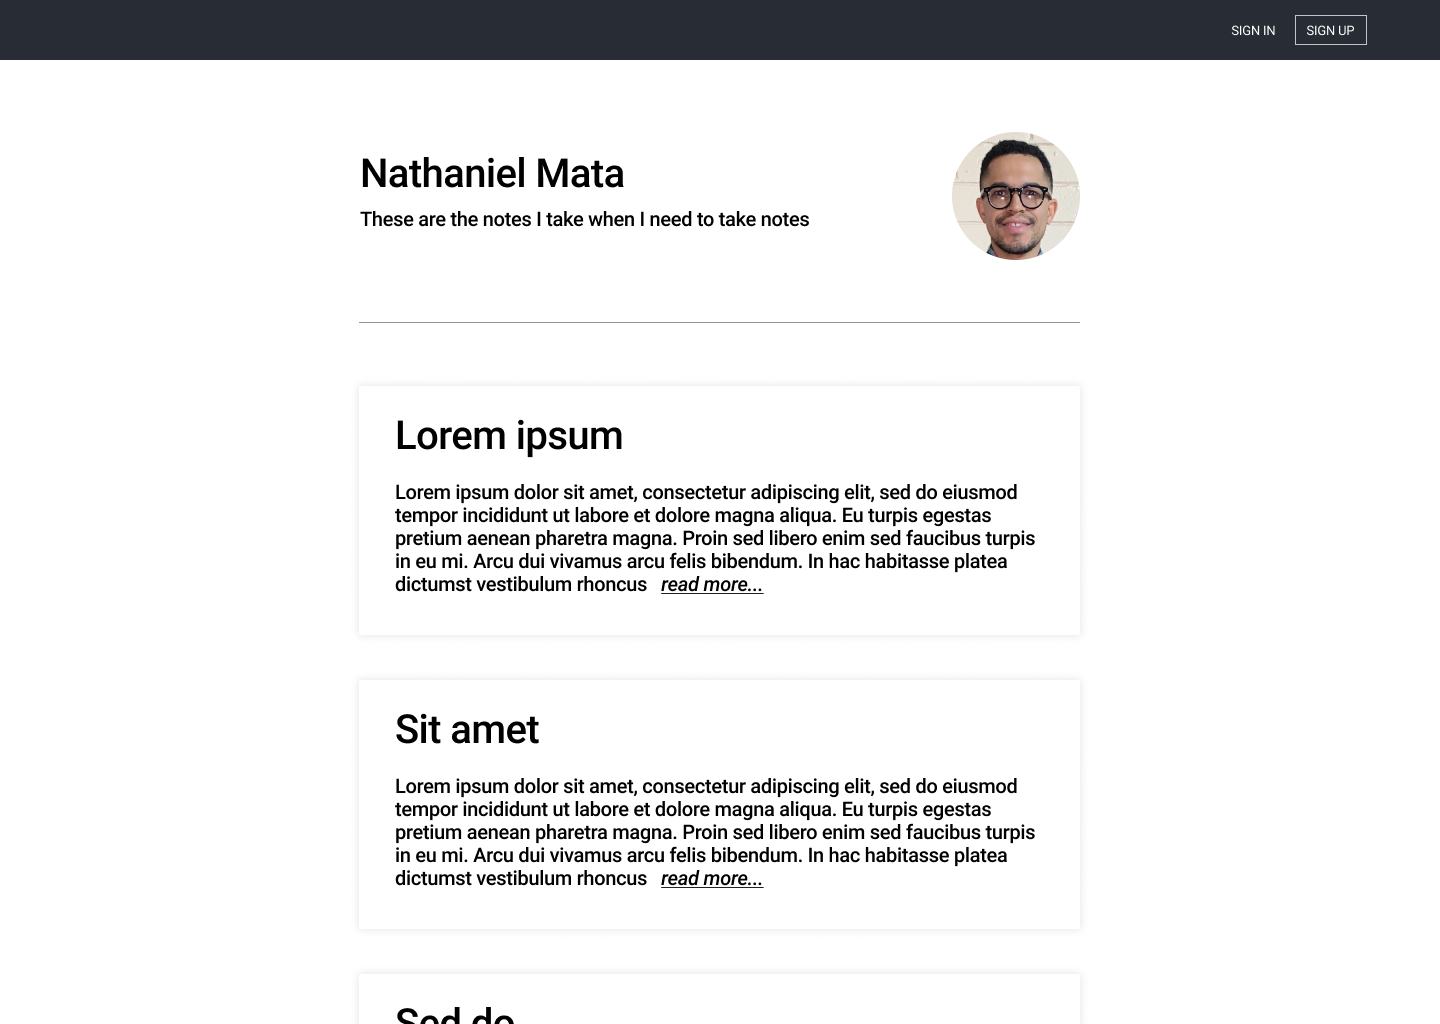 SIGN IN
SIGN UP
Nathaniel Mata
These are the notes I take when I need to take notes
Lorem ipsum
Lorem ipsum dolor sit amet, consectetur adipiscing elit, sed do eiusmod
tempor incididunt ut labore et dolore magna aliqua. Eu turpis egestas
pretium aenean pharetra magna. Proin sed libero enim sed faucibus turpis
in eu mi. Arcu dui vivamus arcu felis bibendum. In hac habitasse platea
dictumst vestibulum rhoncus read more...
Sit amet
Lorem ipsum dolor sit amet, consectetur adipiscing elit, sed do eiusmod
tempor incididunt ut labore et dolore magna aliqua. Eu turpis egestas
pretium aenean pharetra magna. Proin sed libero enim sed faucibus turpis
in eu mi. Arcu dui vivamus arcu felis bibendum. In hac habitasse platea
dictumst vestibulum rhoncus read more...
Sed do